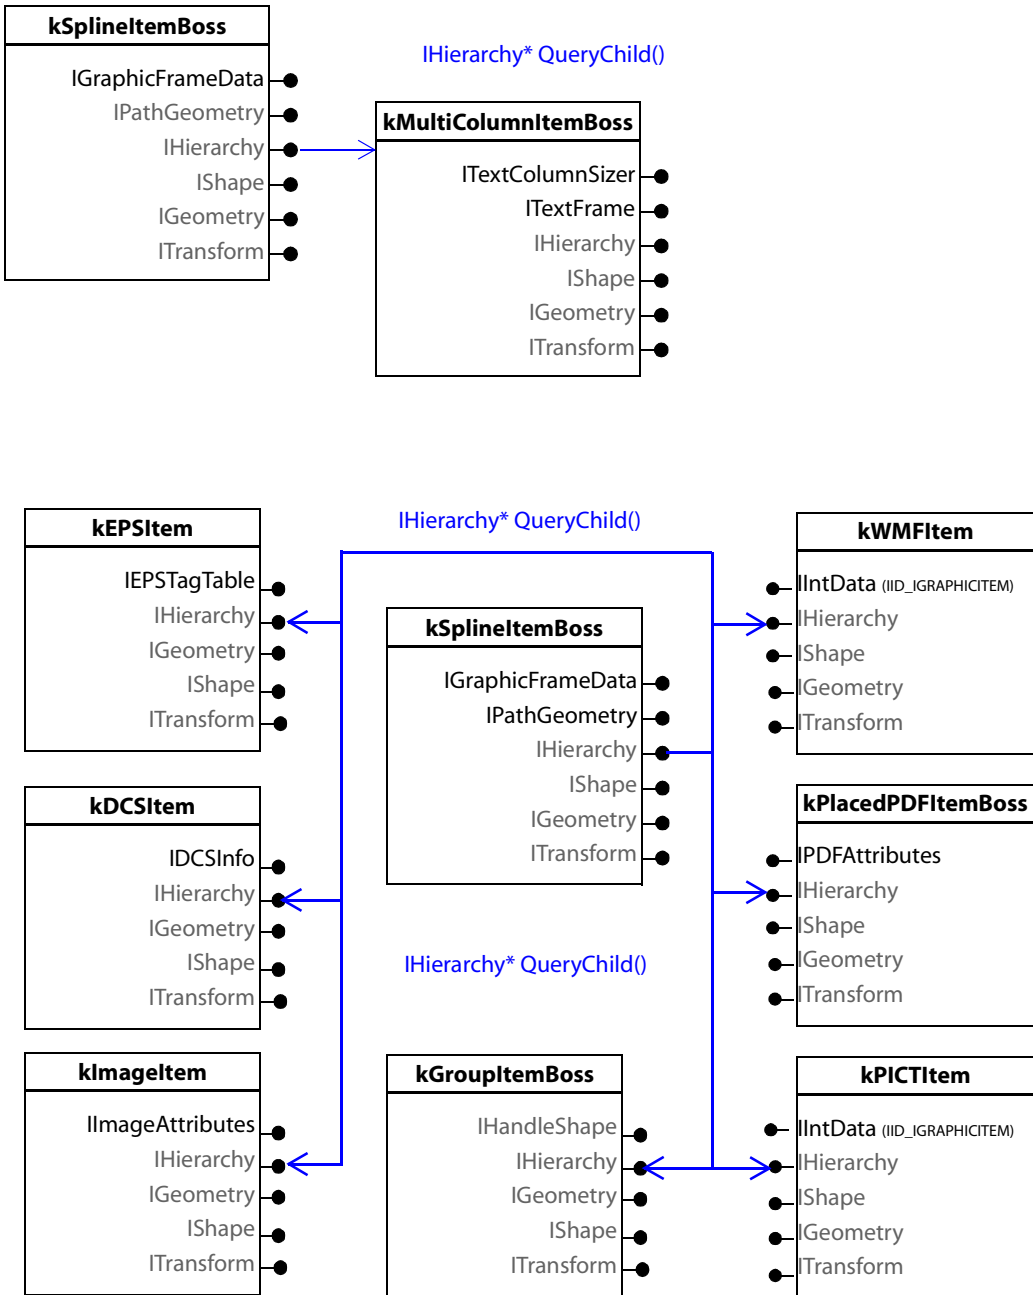 kSplineItemBoss
IGraphicFrameData
IPathGeometry
IHierarchy
IShape
IGeometry
ITransform
IHierarchy* QueryChild()
kMultiColumnItemBoss
ITextColumnSizer
ITextFrame
IHierarchy
IShape
IGeometry
ITransform
kEPSItem
IEPSTagTable
IHierarchy
IGeometry
IShape
ITransform
IHierarchy* QueryChild()
kSplineItemBoss
IGraphicFrameData
IPathGeometry
IHierarchy
IShape
IGeometry
ITransform
kWMFItem
IIntData (IID_IGRAPHICITEM)
IHierarchy
IShape
IGeometry
ITransform
kDCSItem
IDCSInfo
IHierarchy
IGeometry
IShape
ITransform
IHierarchy* QueryChild()
kPlacedPDFItemBoss
IPDFAttributes
IHierarchy
IShape
IGeometry
ITransform
kImageItem
IImageAttributes
IHierarchy
IGeometry
IShape
ITransform
kGroupItemBoss
IHandleShape
IHierarchy
IGeometry
IShape
ITransform
kPICTItem
IIntData (IID_IGRAPHICITEM)
IHierarchy
IShape
IGeometry
ITransform